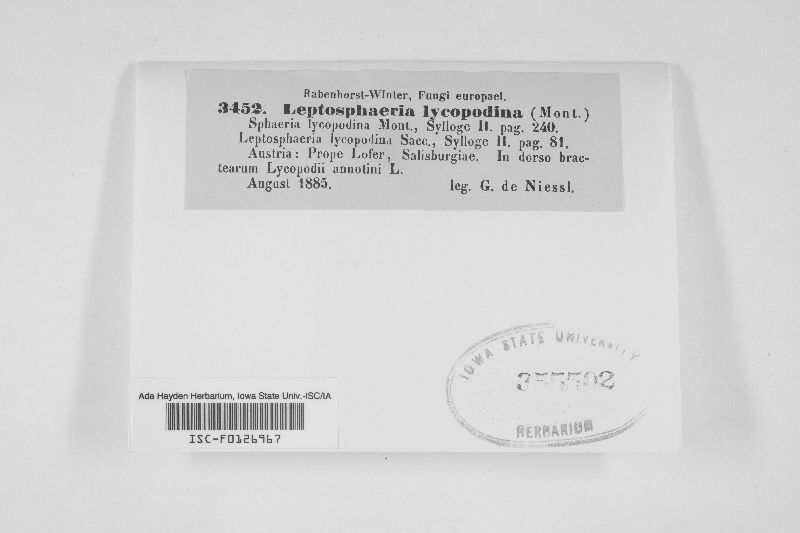 Rabenhorst-Winter, Fungi europaei.
3452. Leptosphaeria lycopodina (Mont.)
Sphaeria lycopodina Mont., Sylloge II. pag. 240.
Leptosphaeria lycopodina Sacc., Sylloge II. pag. 81.
Austria: Prope Lofer, Salisburgiae. In dorso brac-
tearum Lycopodii annotini L.
August 1885. leg. G. de Niessl.
IOWA STATE UNIVERSITY
355502
HERBARIUM
Ada Hayden Herbarium, Iowa State Univ.-ISC/IA
ISC-F0126967